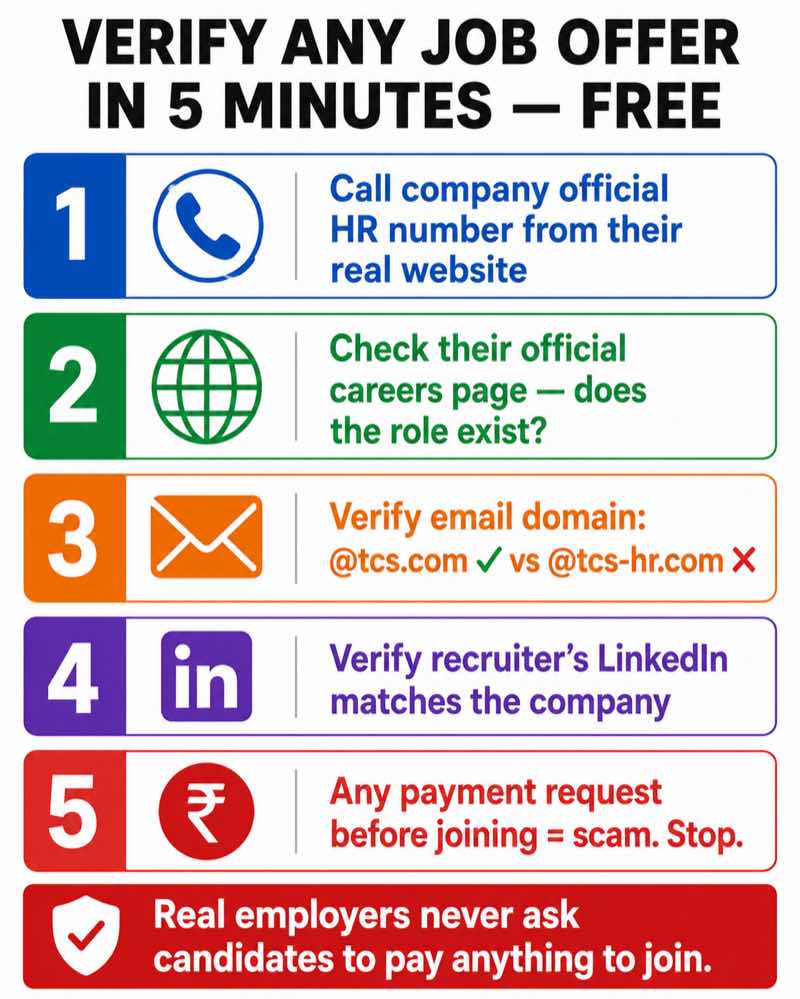 VERIFY ANY JOB OFFER
IN 5 MINUTES — FREE
1
Call company official
HR number from their
real website
2
Check their official
careers page — does
the role exist?
3
Verify email domain:
@tcs.com ✓ vs @tcs-hr.com ✕
4
in
Verify recruiter’s LinkedIn
matches the company
5
₹
Any payment request
before joining = scam. Stop.
Real employers never ask
candidates to pay anything to join.